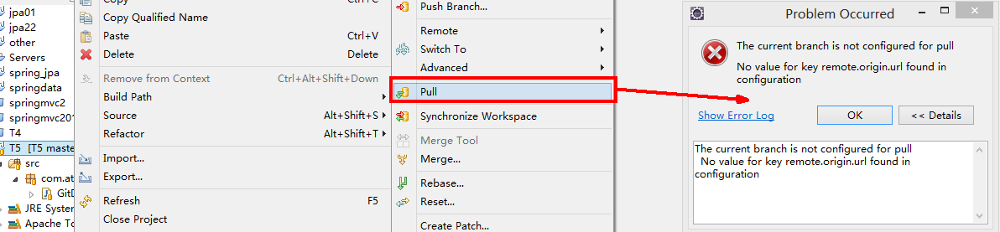 jpa01
jpa22
other
Servers
spring_jpa
springdata
springmvc2
springmvc201
T4
T5 [T5 maste
src
com.at
GitD
JRE System
Apache To
Copy Ctrl+C
Copy Qualified Name
Paste Ctrl+V
Delete Delete
Remove from Context Ctrl+Alt+Shift+Down
Build Path
Source Alt+Shift+S
Refactor Alt+Shift+T
Import...
Export...
Refresh F5
Close Project
Push Branch...
Remote
Switch To
Advanced
Pull
Synchronize Workspace
Merge Tool
Merge...
Rebase...
Reset...
Create Patch...
Problem Occurred
The current branch is not configured for pull
No value for key remote.origin.url found in
configuration
Show Error Log
OK
<< Details
The current branch is not configured for pull
No value for key remote.origin.url found in
configuration